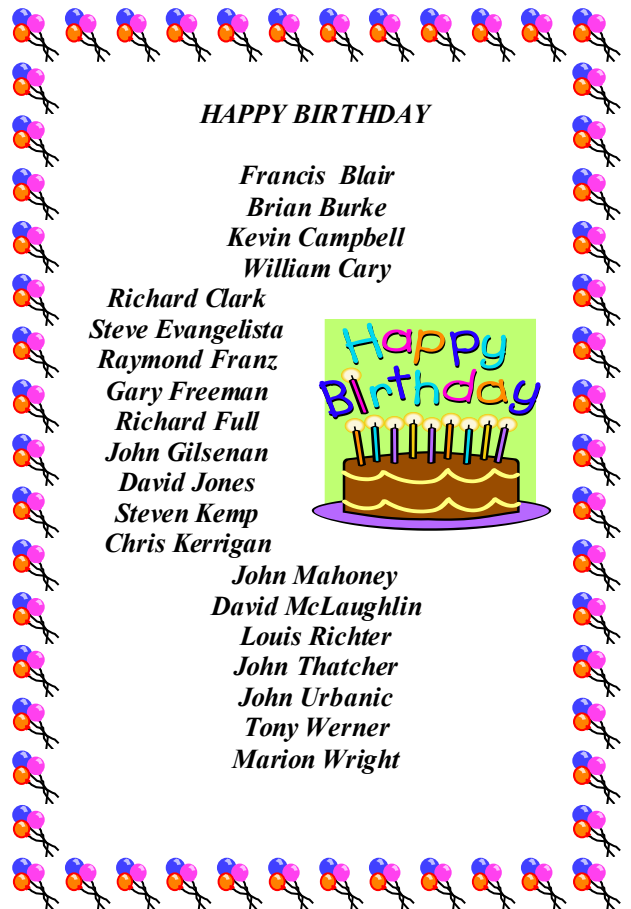 HAPPY BIRTHDAY
Francis Blair
Brian Burke
Kevin Campbell
William Cary
Richard Clark
Steve Evangelista
Raymond Franz
Gary Freeman
Richard Full
John Gilsenan
David Jones
Steven Kemp
Chris Kerrigan
Happy
Birthday
John Mahoney
David McLaughlin
Louis Richter
John Thatcher
John Urbanic
Tony Werner
Marion Wright